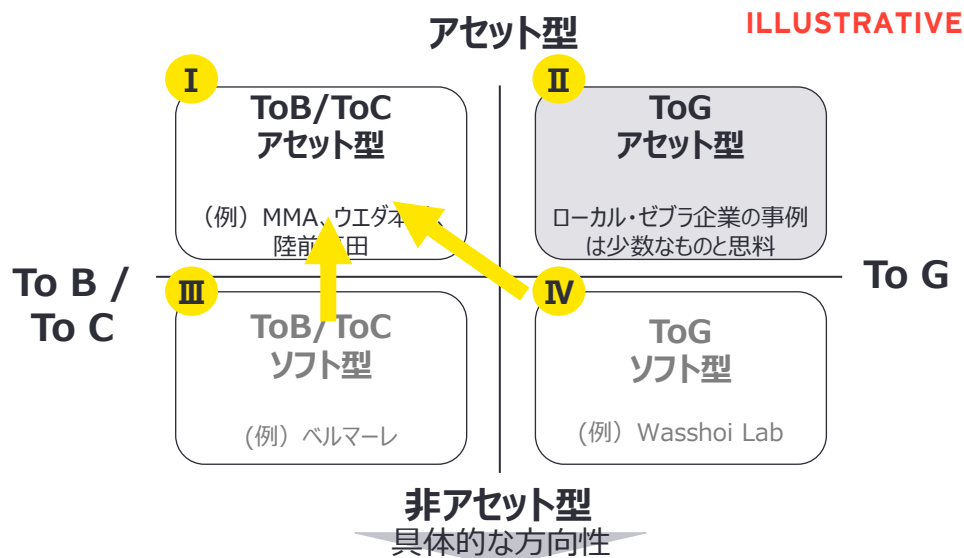 ILLUSTRATIVE
アセット型
Ⅰ
ToB/ToC
アセット型
（例）MMA、ウエダ本
陸前 田
Ⅱ
ToG
アセット型
ローカル・ゼブラ企業の事例
は少数なものと思料
To B /
To C
To G
Ⅲ
ToB/ToC
ソフト型
(例）ベルマーレ
Ⅳ
ToG
ソフト型
(例）Wasshoi Lab
非アセット型
具体的な方向性